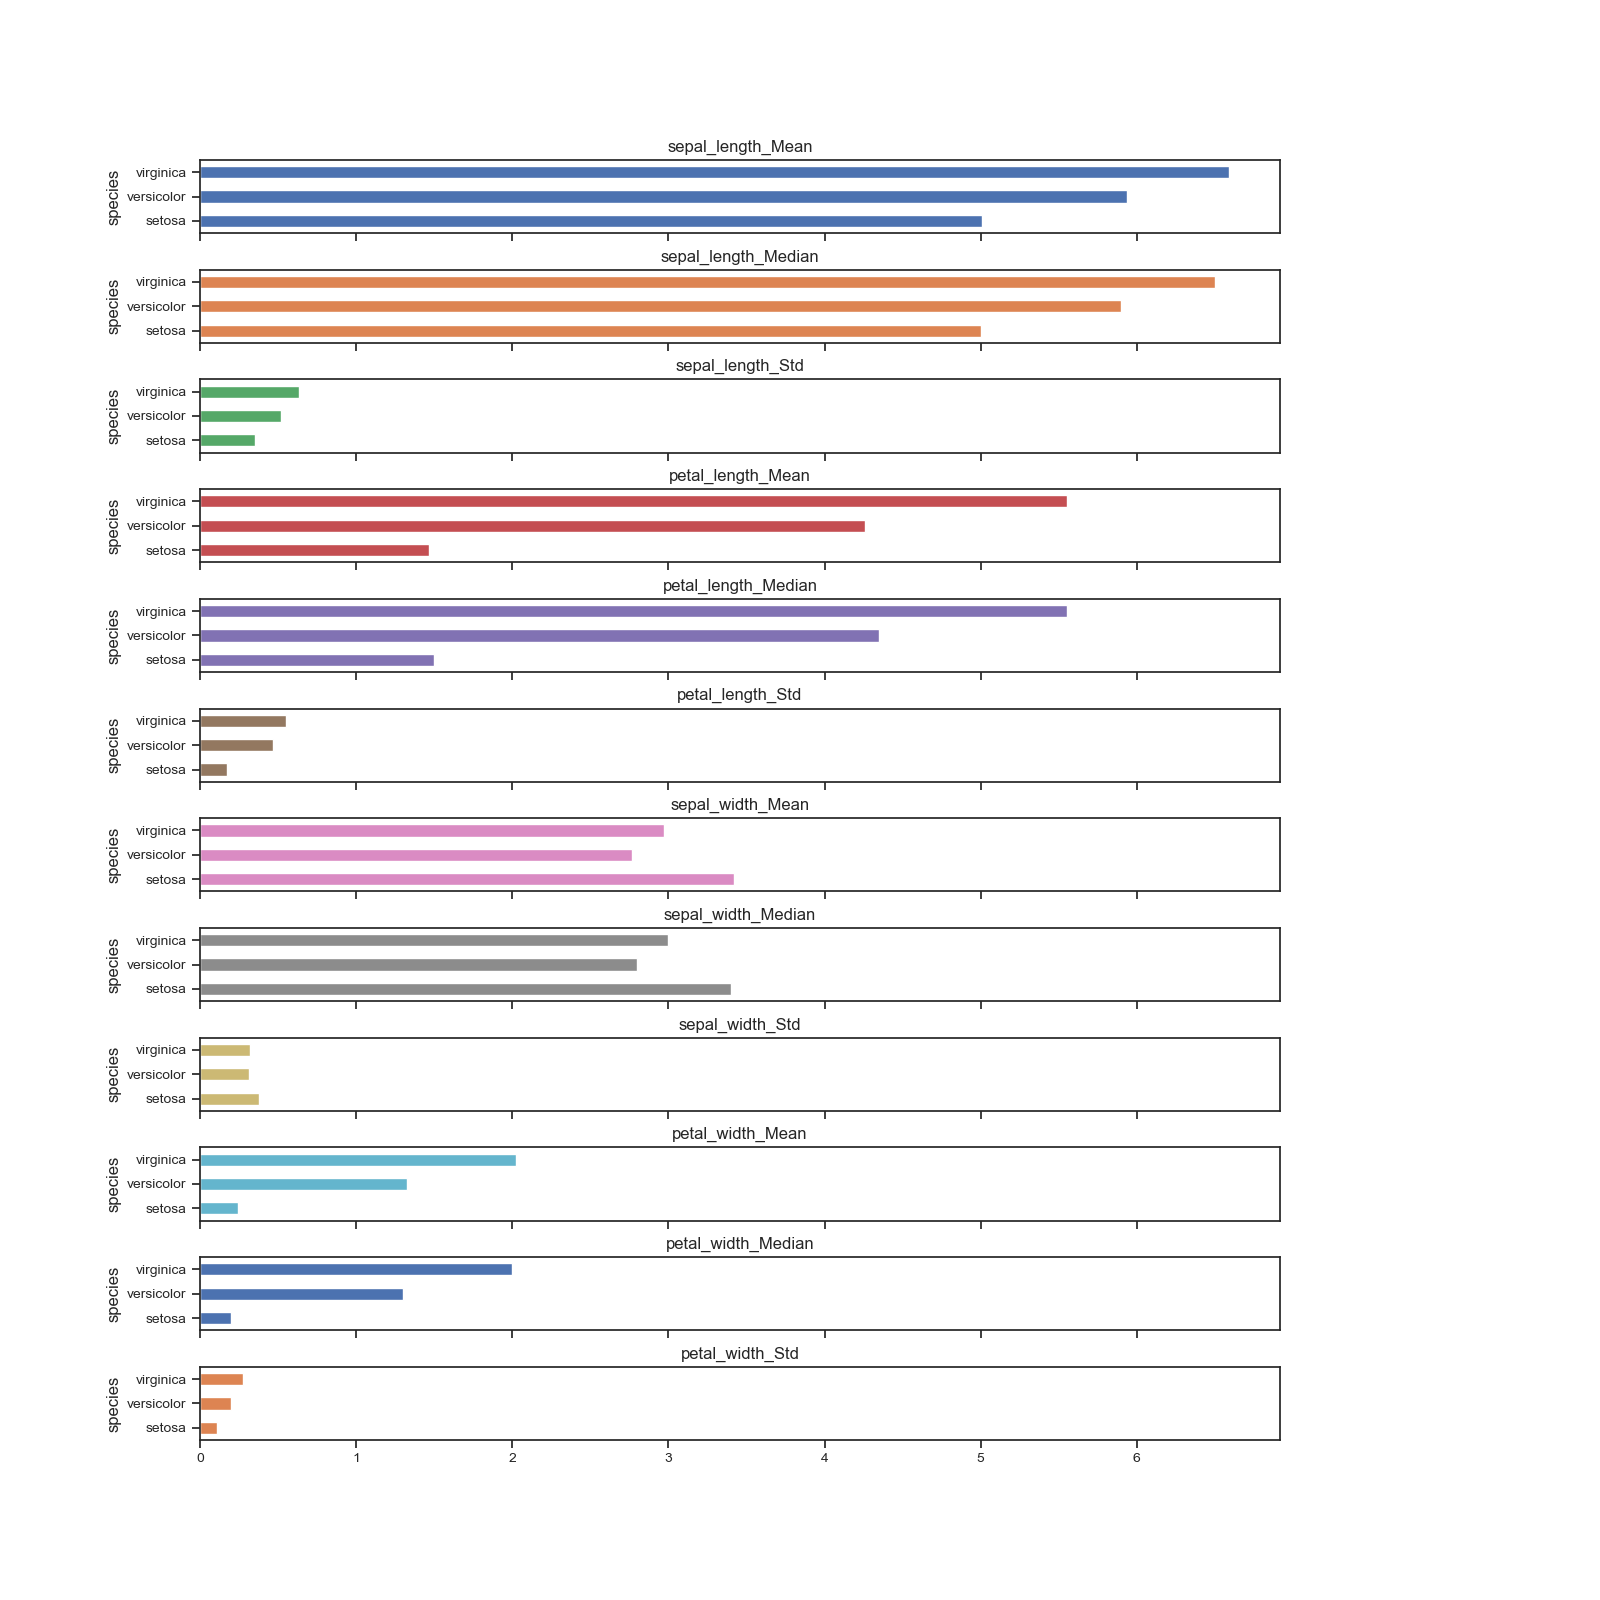 sepal_length_Mean
species
virginica
versicolor
setosa
sepal_length_Median
species
virginica
versicolor
setosa
sepal_length_Std
species
virginica
versicolor
setosa
petal_length_Mean
species
virginica
versicolor
setosa
petal_length_Median
species
virginica
versicolor
setosa
petal_length_Std
species
virginica
versicolor
setosa
sepal_width_Mean
species
virginica
versicolor
setosa
sepal_width_Median
species
virginica
versicolor
setosa
sepal_width_Std
species
virginica
versicolor
setosa
petal_width_Mean
species
virginica
versicolor
setosa
petal_width_Median
species
virginica
versicolor
setosa
petal_width_Std
species
virginica
versicolor
setosa
0 1 2 3 4 5 6